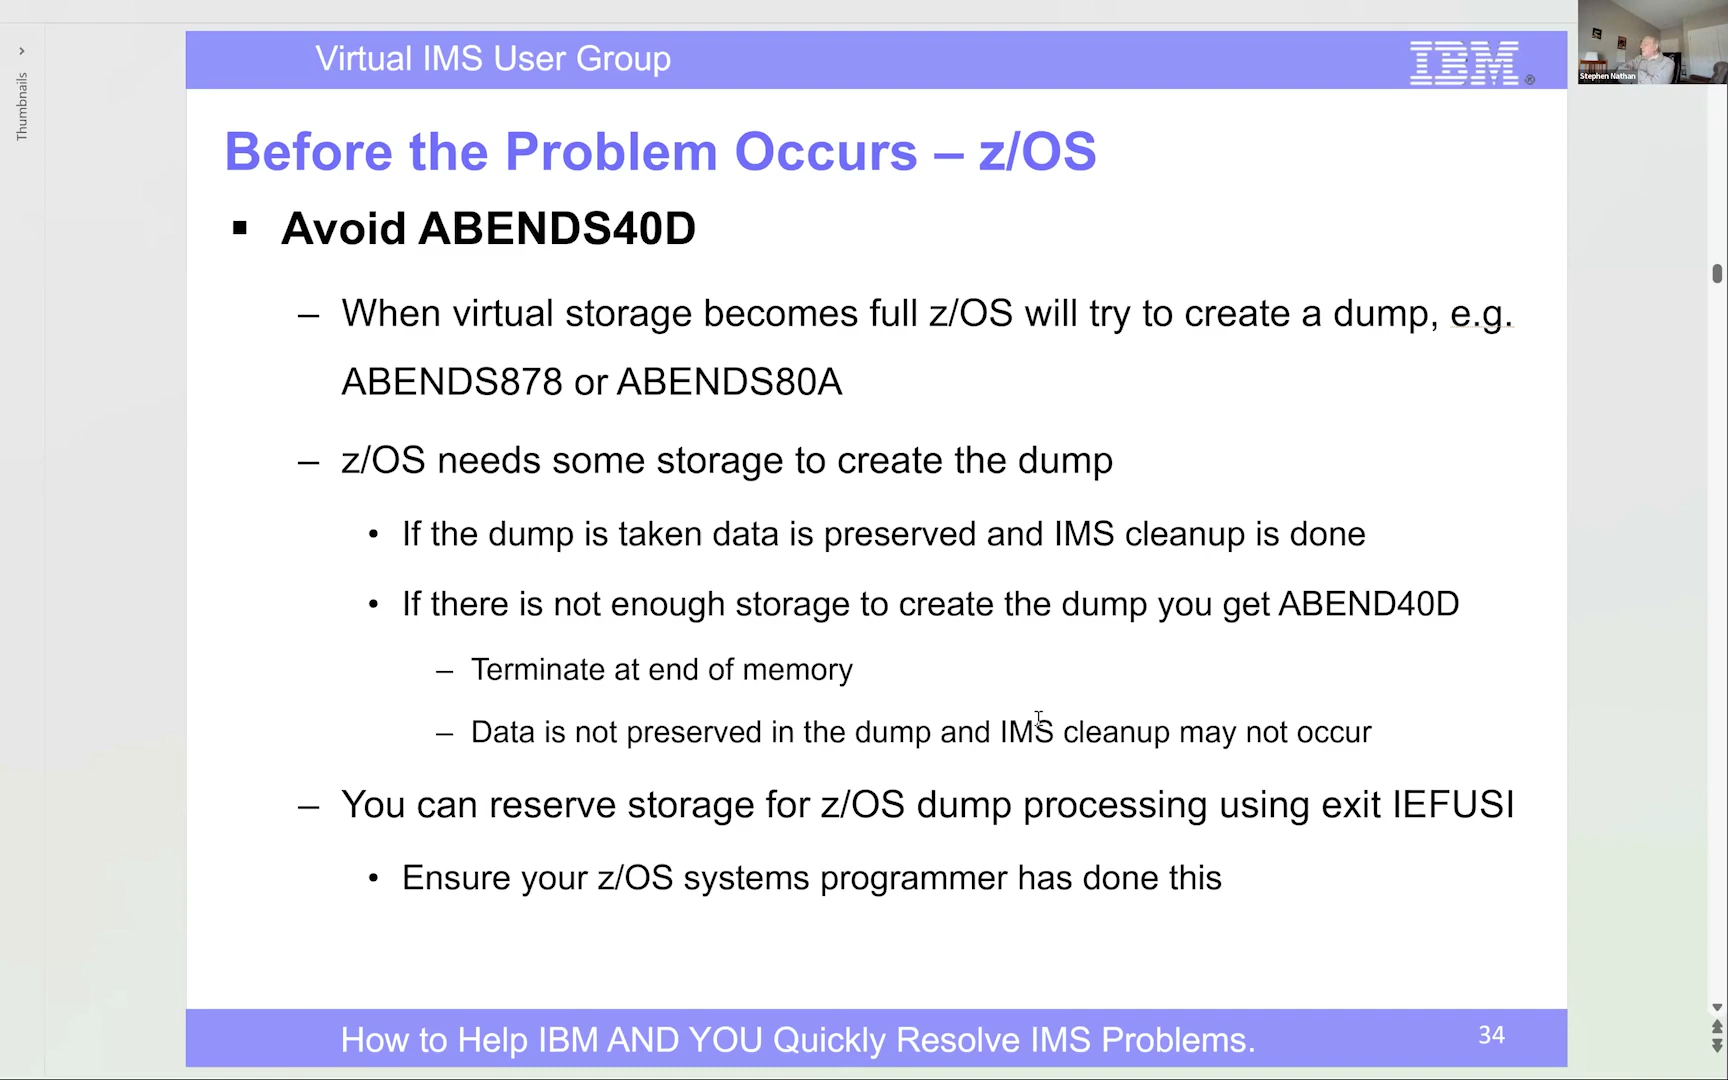 Virtual IMS User Group
IBM®
Stephen Nathan
Thumbnails
Before the Problem Occurs – z/OS
▪ Avoid ABENDS40D
– When virtual storage becomes full z/OS will try to create a dump, e.g.
ABENDS878 or ABENDS80A
– z/OS needs some storage to create the dump
• If the dump is taken data is preserved and IMS cleanup is done
• If there is not enough storage to create the dump you get ABEND40D
– Terminate at end of memory
– Data is not preserved in the dump and IMS cleanup may not occur
– You can reserve storage for z/OS dump processing using exit IEFUSI
• Ensure your z/OS systems programmer has done this
How to Help IBM AND YOU Quickly Resolve IMS Problems.
34